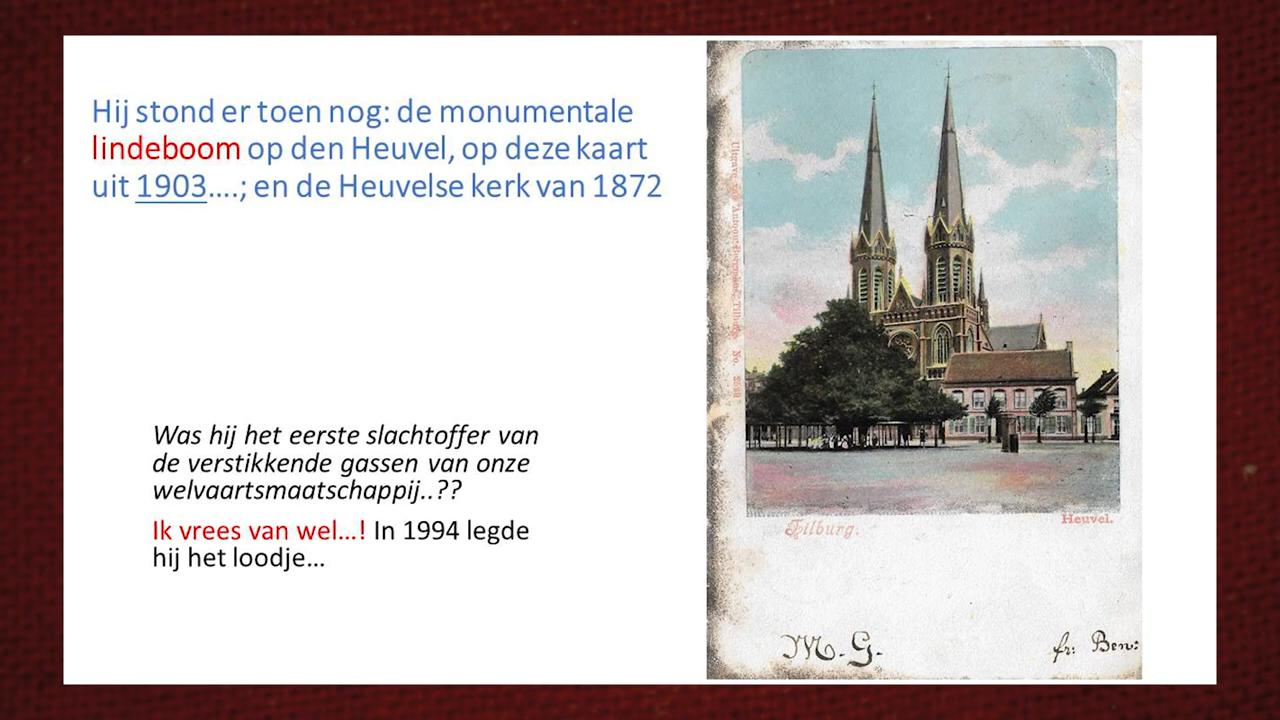 Hij stond er toen nog: de monumentale
lindeboom op den Heuvel, op deze kaart
uit 1903....; en de Heuvelse kerk van 1872
Was hij het eerste slachtoffer van
de verstikkende gassen van onze
welvaartsmaatschappij..??
Ik vrees van wel...! In 1994 legde
hij het loodje...
Tilburg.
Heuvel.
M. G.
fr: Ben: